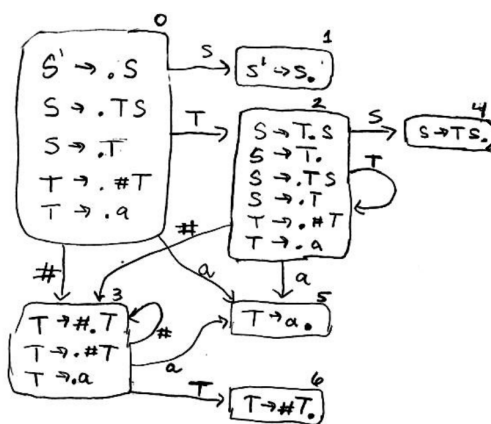 0
S' → .S
S → .TS
S → .T
T → .#T
T → .a
S
1
S' → S.
T
2
S → T.S
S → T.
S → .TS
S → .T
T → .#T
T → .a
S
4
S → TS.
T
#
#
a
a
3
T → #.T
T → .#T
T → .a
#
a
5
T → a.
T
6
T → #T.